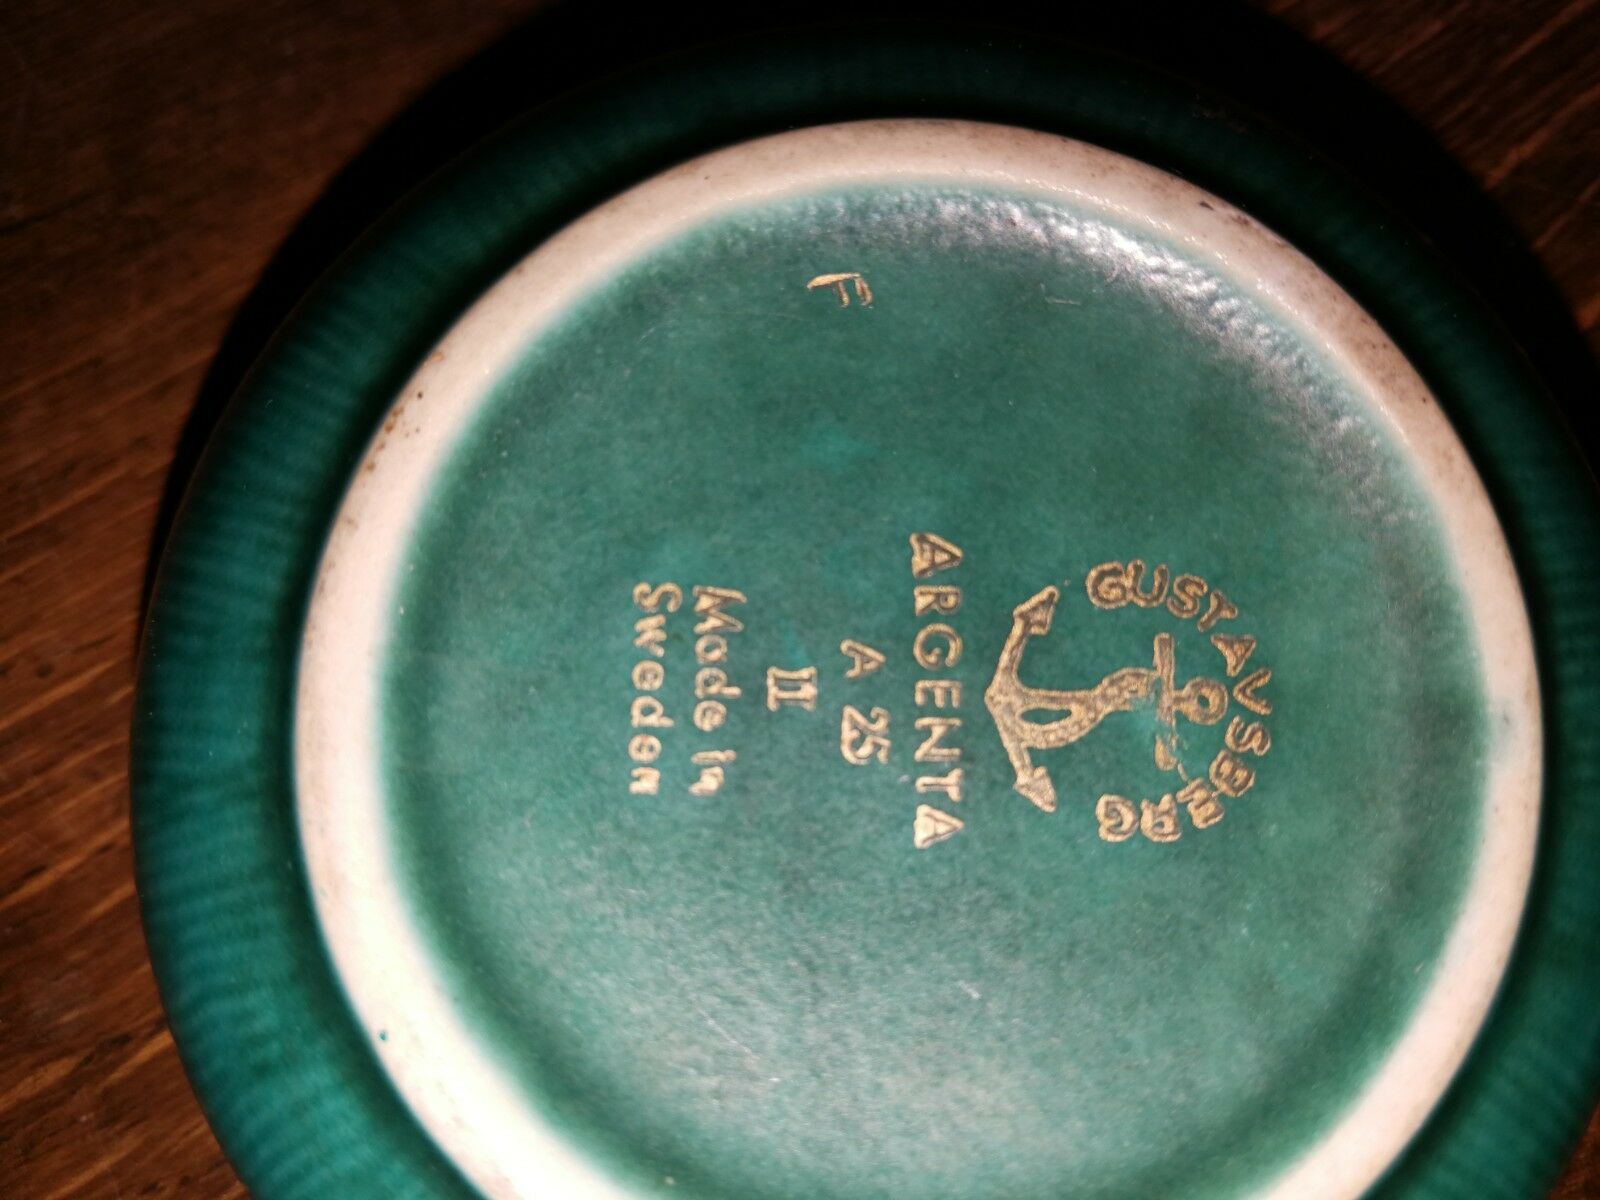 GUSTAVSBERG
ARGENTA
A 25
II
Made in
Sweden
F